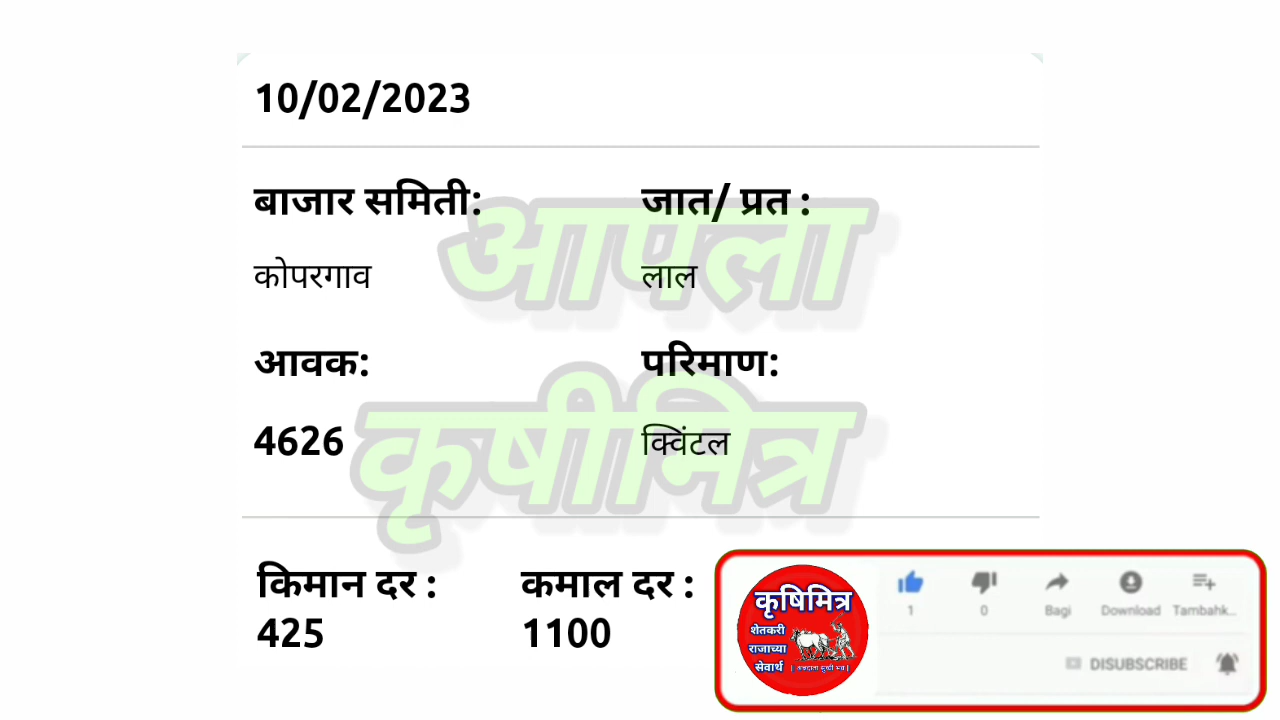 10/02/2023
बाजार समिती: जात/ प्रत :
कोपरगाव लाल
आवक: परिमाण:
4626 क्विंटल
आपला
कृषीमित्र
किमान दर : कमाल दर :
425 1100
कृषिमित्र
शेतकरी
राजाच्या
सेवार्थ
1 0 Bagi Download Tambahk...
DISUBSCRIBE